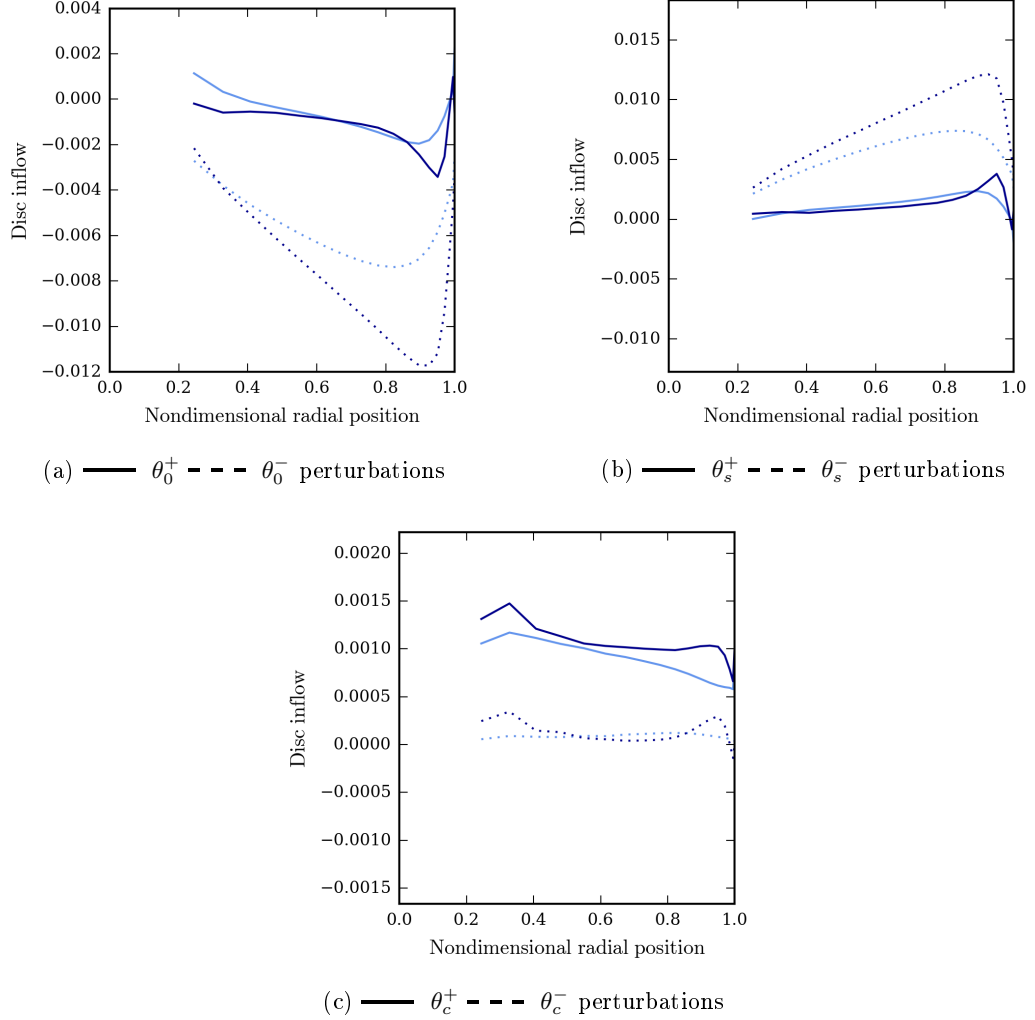 0.004
0.002
0.000
−0.002
−0.004
−0.006
−0.008
−0.010
−0.012
Disc inflow
0.0 0.2 0.4 0.6 0.8 1.0
Nondimensional radial position
(a) θ₀⁺ θ₀⁻ perturbations
0.015
0.010
0.005
0.000
−0.005
−0.010
Disc inflow
0.0 0.2 0.4 0.6 0.8 1.0
Nondimensional radial position
(b) θₛ⁺ θₛ⁻ perturbations
0.0020
0.0015
0.0010
0.0005
0.0000
−0.0005
−0.0010
−0.0015
Disc inflow
0.0 0.2 0.4 0.6 0.8 1.0
Nondimensional radial position
(c) θ_c⁺ θ_c⁻ perturbations